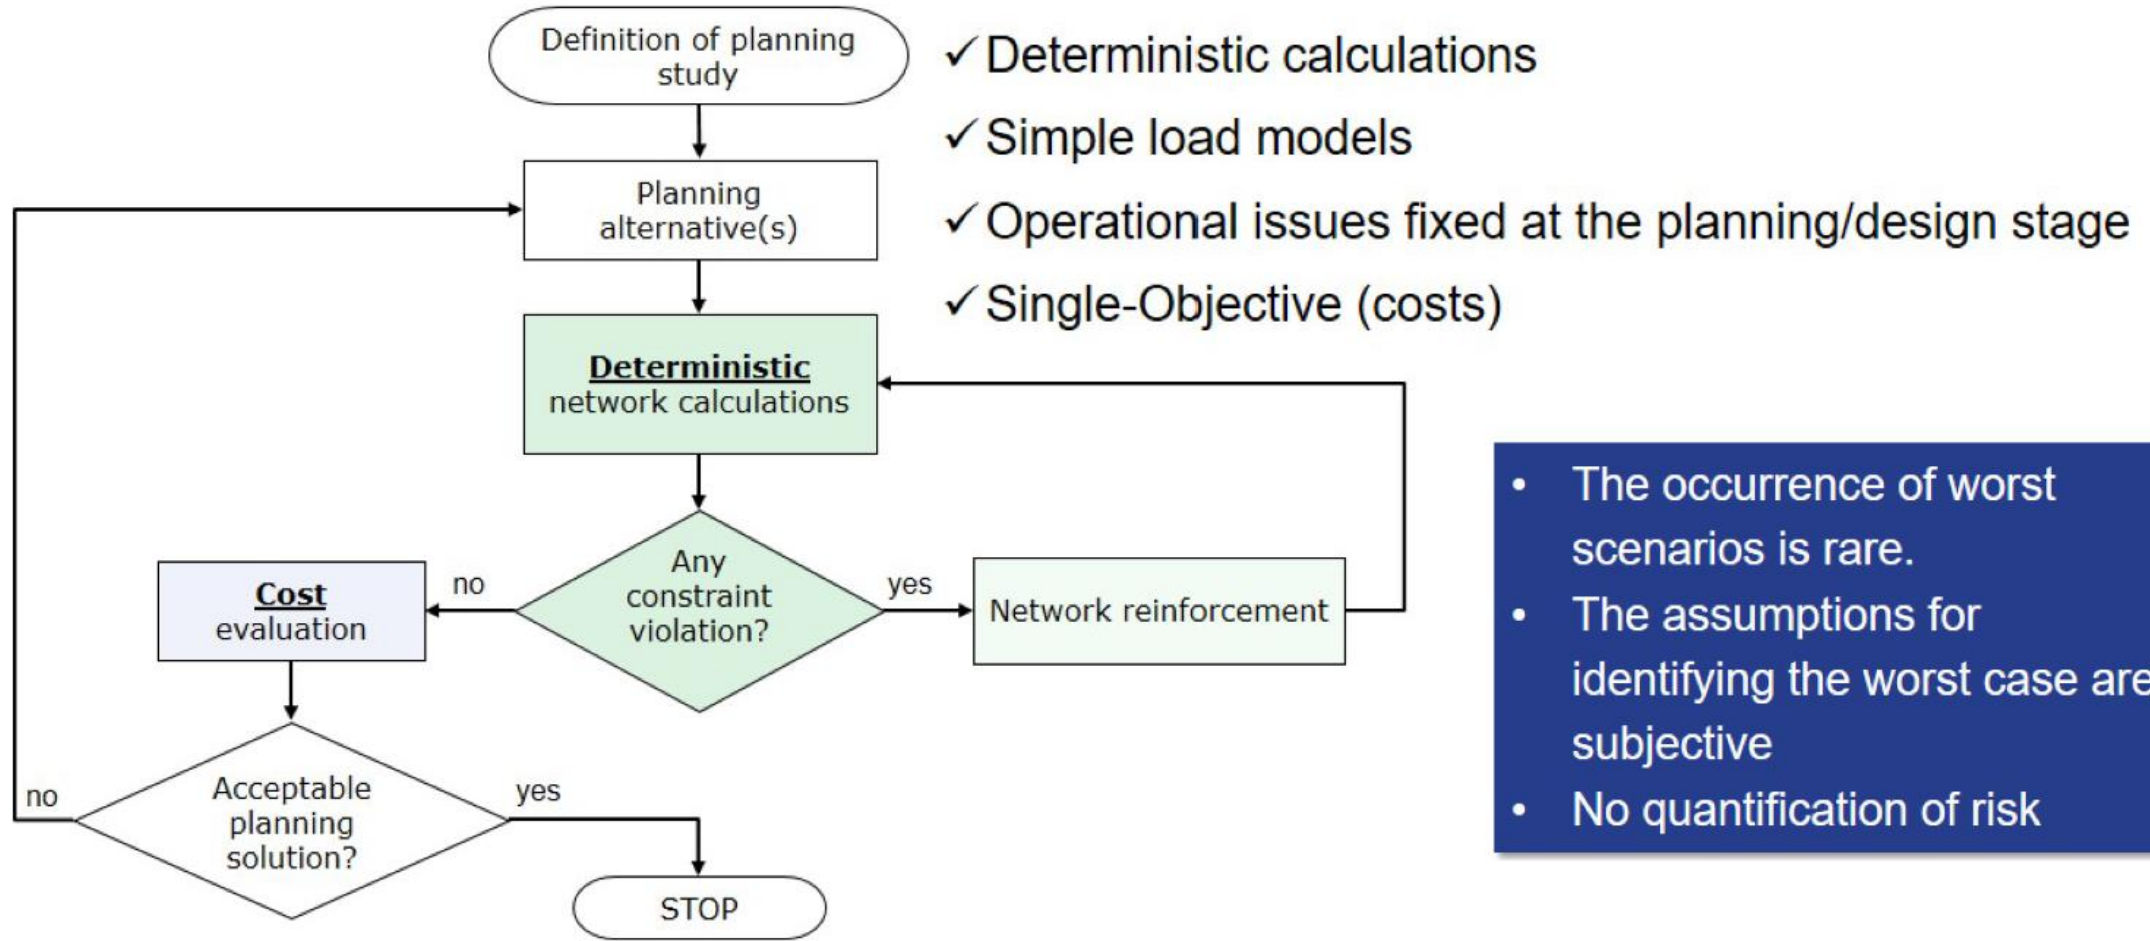 Definition of planning
study
Planning
alternative(s)
Deterministic
network calculations
Any
constraint
violation?
no
yes
Network reinforcement
Cost
evaluation
Acceptable
planning
solution?
no
yes
STOP
✓ Deterministic calculations
✓ Simple load models
✓ Operational issues fixed at the planning/design stage
✓ Single-Objective (costs)
• The occurrence of worst
scenarios is rare.
• The assumptions for
identifying the worst case are
subjective
• No quantification of risk